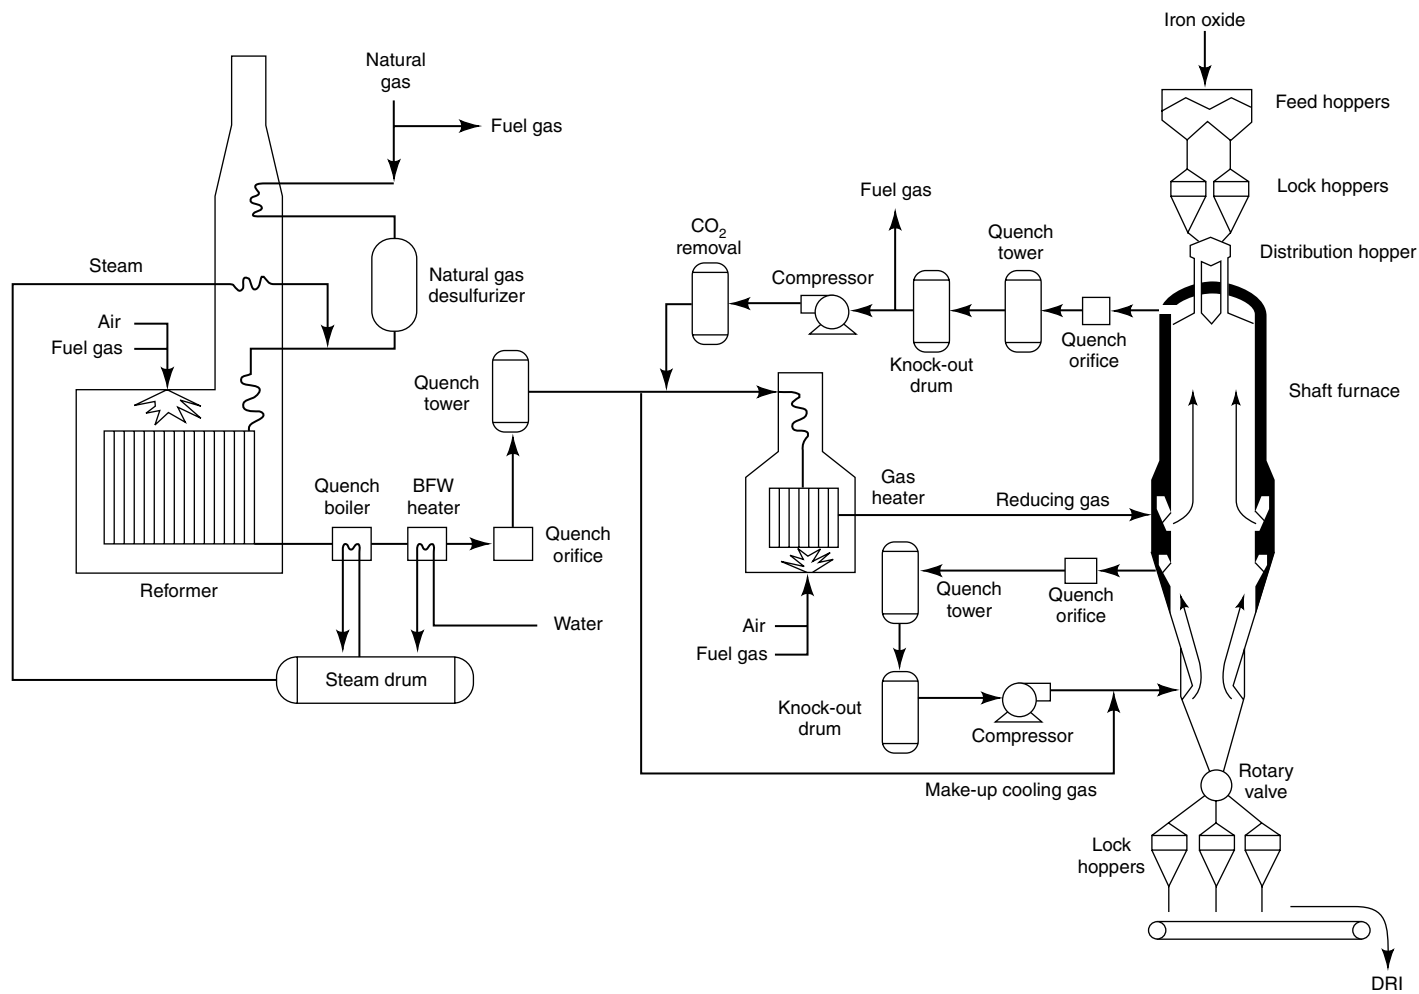 Iron oxide
Natural
gas
Fuel gas
Feed hoppers
Lock hoppers
Fuel gas
CO2
removal
Quench
tower
Distribution hopper
Steam
Natural gas
desulfurizer
Compressor
Air
Fuel gas
Quench
orifice
Knock-out
drum
Quench
tower
Shaft furnace
Quench
boiler
BFW
heater
Gas
heater
Reducing gas
Quench
orifice
Reformer
Quench
tower
Quench
orifice
Water
Air
Fuel gas
Steam drum
Knock-out
drum
Compressor
Make-up cooling gas
Rotary
valve
Lock
hoppers
DRI